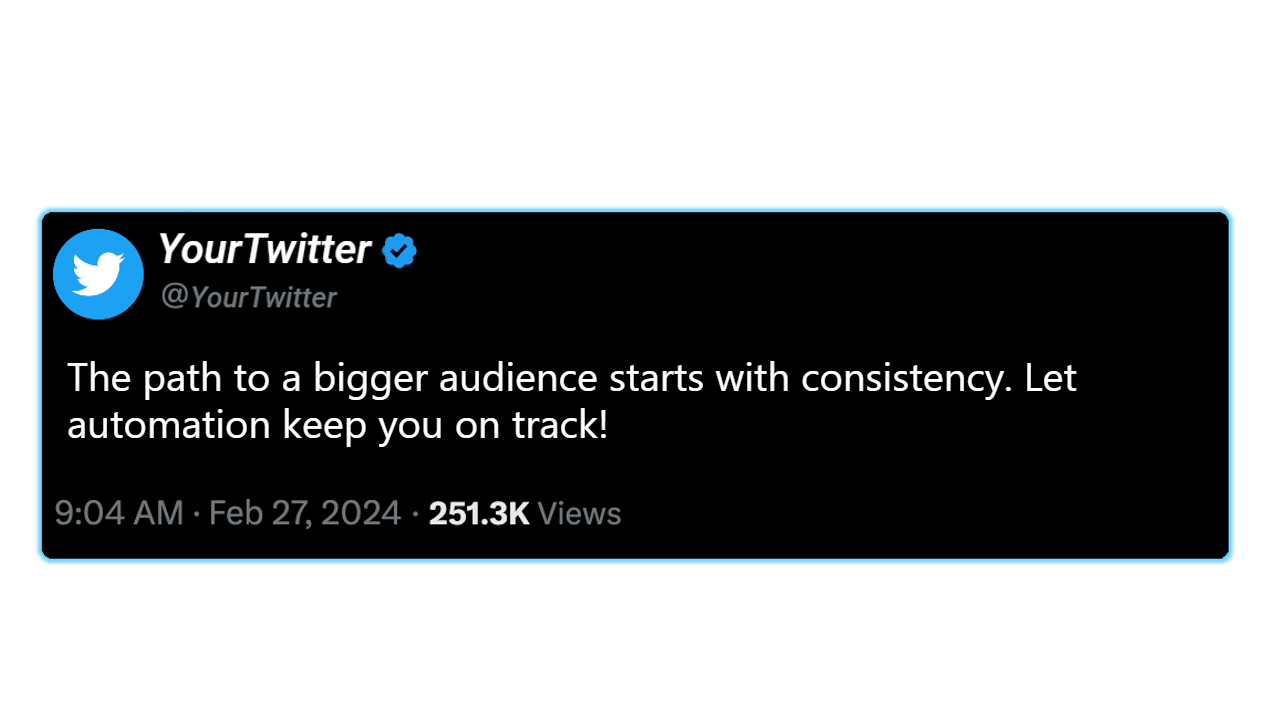 YourTwitter
@YourTwitter
The path to a bigger audience starts with consistency. Let
automation keep you on track!
9:04 AM · Feb 27, 2024 · 251.3K Views